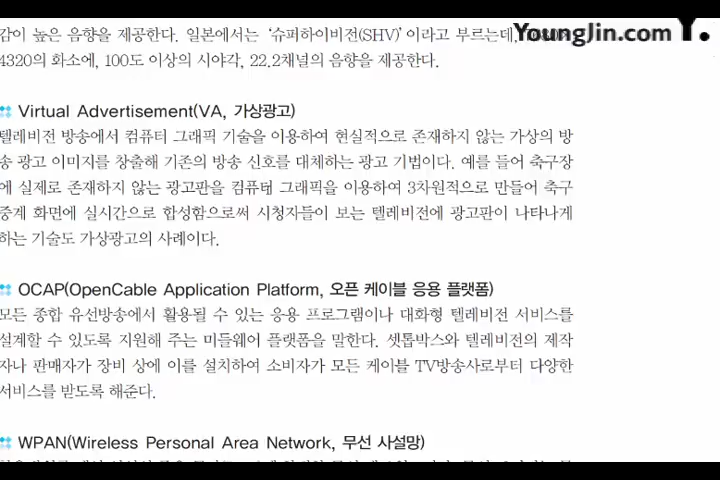 감이 높은 음향을 제공한다. 일본에서는 ‘슈퍼하이비전(SHV)’이라고 부르는데,
YoungJin.com Y.
4320의 화소에, 100도 이상의 시야각, 22.2채널의 음향을 제공한다.
Virtual Advertisement(VA, 가상광고)
텔레비전 방송에서 컴퓨터 그래픽 기술을 이용하여 현실적으로 존재하지 않는 가상의 방
송 광고 이미지를 창출해 기존의 방송 신호를 대체하는 광고 기법이다. 예를 들어 축구장
에 실제로 존재하지 않는 광고판을 컴퓨터 그래픽을 이용하여 3차원적으로 만들어 축구
중계 화면에 실시간으로 합성함으로써 시청자들이 보는 텔레비전에 광고판이 나타나게
하는 기술도 가상광고의 사례이다.
OCAP(OpenCable Application Platform, 오픈 케이블 응용 플랫폼)
모든 종합 유선방송에서 활용될 수 있는 응용 프로그램이나 대화형 텔레비전 서비스를
설계할 수 있도록 지원해 주는 미들웨어 플랫폼을 말한다. 셋톱박스와 텔레비전의 제작
자나 판매자가 장비 상에 이를 설치하여 소비자가 모든 케이블 TV방송사로부터 다양한
서비스를 받도록 해준다.
WPAN(Wireless Personal Area Network, 무선 사설망)